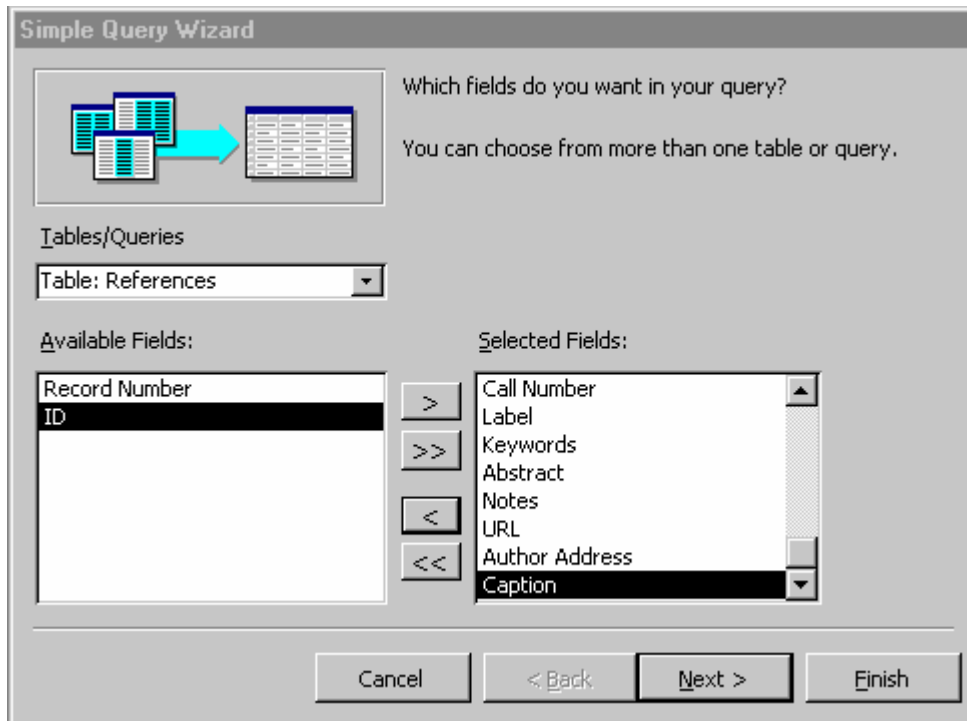 Simple Query Wizard
Which fields do you want in your query?
You can choose from more than one table or query.
Tables/Queries
Table: References
Available Fields:
Record Number
ID
>
>>
<
<<
Selected Fields:
Call Number
Label
Keywords
Abstract
Notes
URL
Author Address
Caption
Cancel
< Back
Next >
Finish